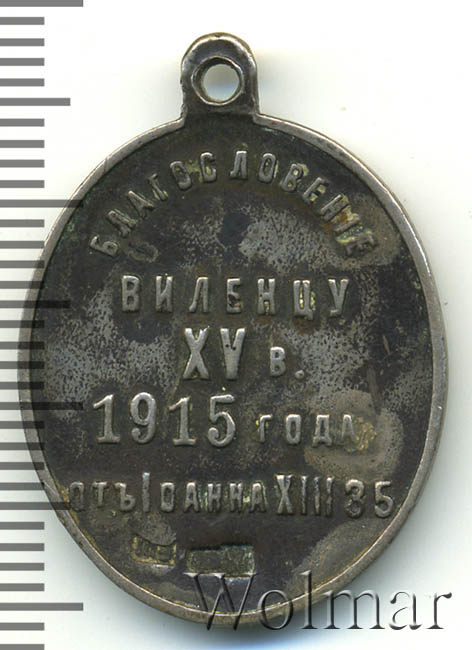 БЛАГОСЛОВЕНІЕ
ВИЛЕНЦУ
XV в.
1915 года
отъ Іоанна XIII 35
Wolmar